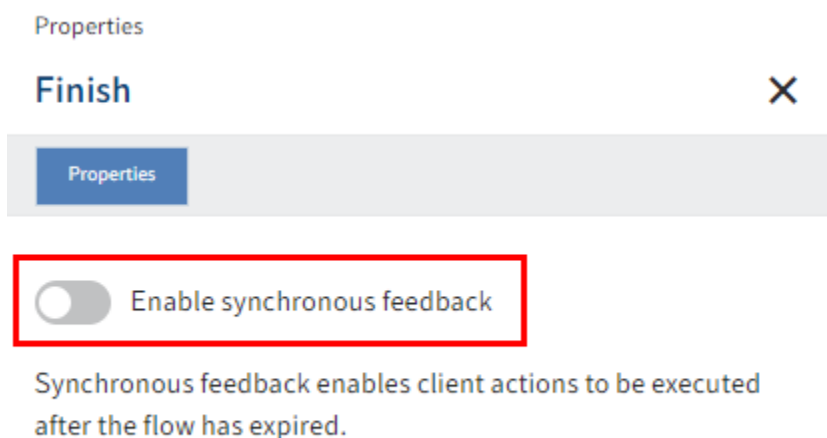 Properties
Finish
Properties
Enable synchronous feedback
Synchronous feedback enables client actions to be executed
after the flow has expired.